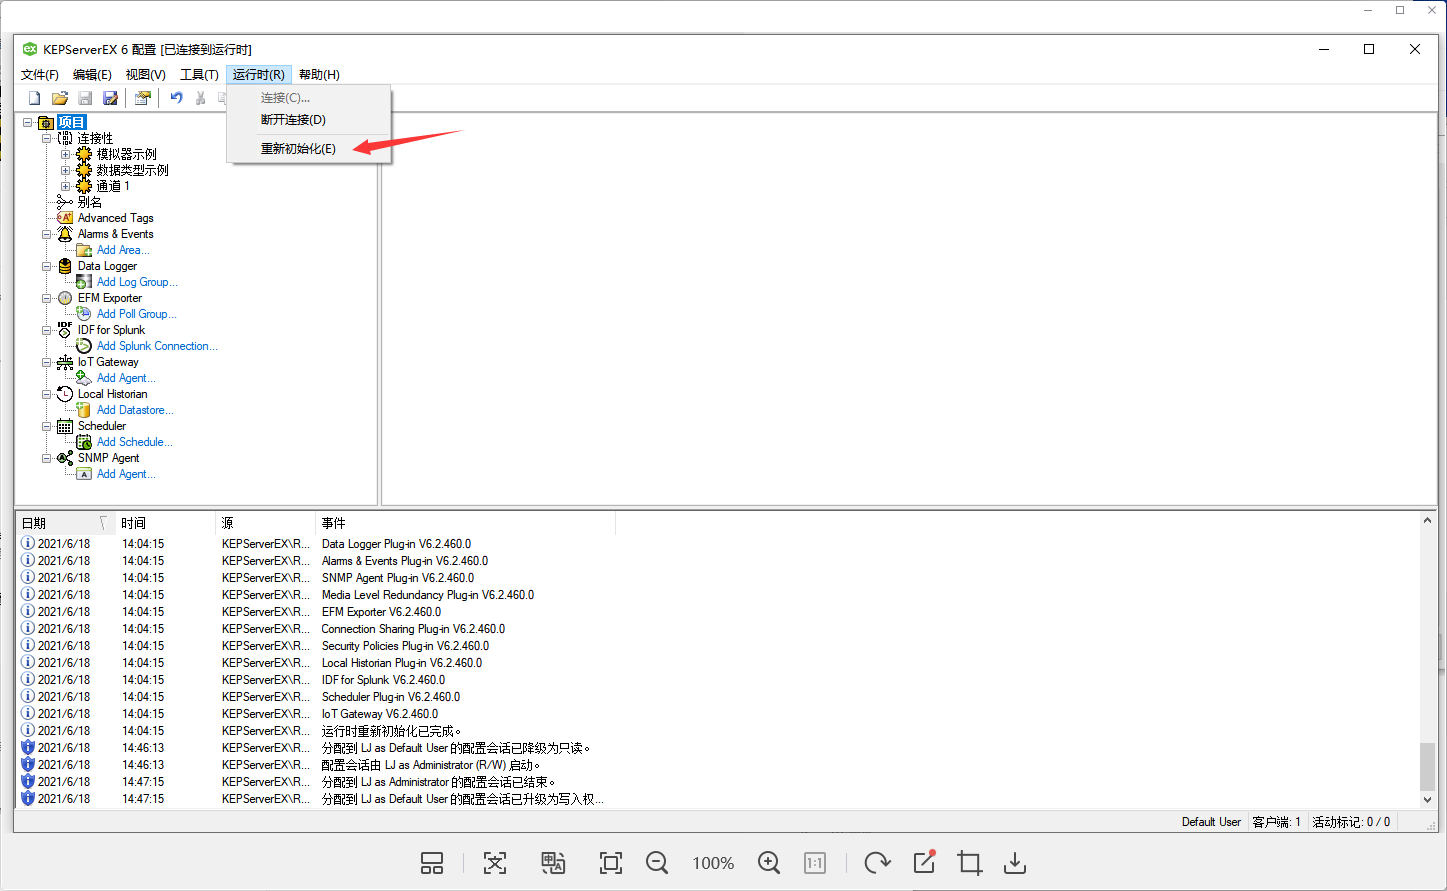 KEPServerEX 6 配置 [已连接到运行时]
文件(F) 编辑(E) 视图(V) 工具(T) 运行时(R) 帮助(H)
连接(C)...
断开连接(D)
重新初始化(E)
项目
连接性
模拟器示例
数据类型示例
通道 1
别名
Advanced Tags
Alarms & Events
Add Area...
Data Logger
Add Log Group...
EFM Exporter
Add Poll Group...
IDF for Splunk
Add Splunk Connection...
IoT Gateway
Add Agent...
Local Historian
Add Datastore...
Scheduler
Add Schedule...
SNMP Agent
Add Agent...
日期 时间 源 事件
2021/6/18 14:04:15 KEPServerEX\R... Data Logger Plug-in V6.2.460.0
2021/6/18 14:04:15 KEPServerEX\R... Alarms & Events Plug-in V6.2.460.0
2021/6/18 14:04:15 KEPServerEX\R... SNMP Agent Plug-in V6.2.460.0
2021/6/18 14:04:15 KEPServerEX\R... Media Level Redundancy Plug-in V6.2.460.0
2021/6/18 14:04:15 KEPServerEX\R... EFM Exporter V6.2.460.0
2021/6/18 14:04:15 KEPServerEX\R... Connection Sharing Plug-in V6.2.460.0
2021/6/18 14:04:15 KEPServerEX\R... Security Policies Plug-in V6.2.460.0
2021/6/18 14:04:15 KEPServerEX\R... Local Historian Plug-in V6.2.460.0
2021/6/18 14:04:15 KEPServerEX\R... IDF for Splunk V6.2.460.0
2021/6/18 14:04:15 KEPServerEX\R... Scheduler Plug-in V6.2.460.0
2021/6/18 14:04:15 KEPServerEX\R... IoT Gateway V6.2.460.0
2021/6/18 14:04:15 KEPServerEX\R... 运行时重新初始化已完成。
2021/6/18 14:46:13 KEPServerEX\R... 分配到 LJ as Default User 的配置会话已降级为只读。
2021/6/18 14:46:13 KEPServerEX\R... 配置会话由 LJ as Administrator (R/W) 启动。
2021/6/18 14:47:15 KEPServerEX\R... 分配到 LJ as Administrator 的配置会话已结束。
2021/6/18 14:47:15 KEPServerEX\R... 分配到 LJ as Default User 的配置会话已升级为写入权...
Default User 客户端: 1 活动标记: 0 / 0
100% 1:1